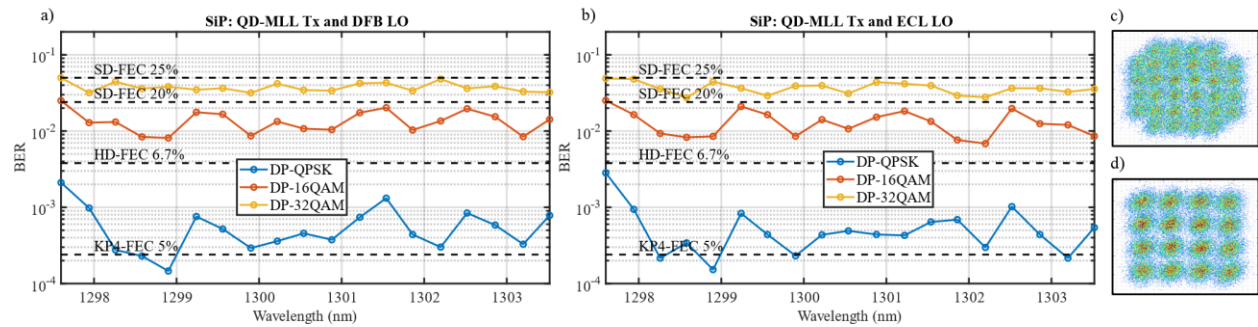 a)
SiP: QD-MLL Tx and DFB LO
10^-1
10^-2
10^-3
10^-4
BER
SD-FEC 25%
SD-FEC 20%
HD-FEC 6.7%
KP4-FEC 5%
DP-QPSK
DP-16QAM
DP-32QAM
1298 1299 1300 1301 1302 1303
Wavelength (nm)
b)
SiP: QD-MLL Tx and ECL LO
10^-1
10^-2
10^-3
10^-4
BER
SD-FEC 25%
SD-FEC 20%
HD-FEC 6.7%
KP4-FEC 5%
DP-QPSK
DP-16QAM
DP-32QAM
1298 1299 1300 1301 1302 1303
Wavelength (nm)
c)
d)